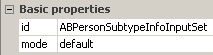 Basic properties
id ABPersonSubtypeInfoInputSet
mode default